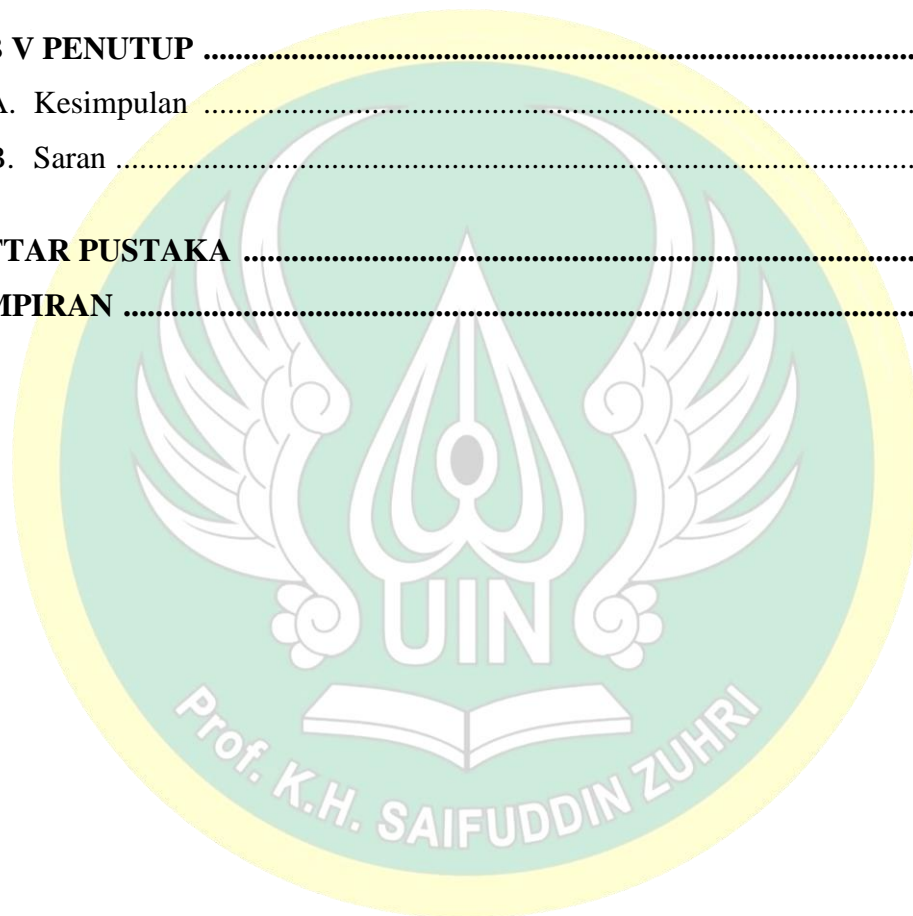 V PENUTUP ........................................................................................
A. Kesimpulan ........................................................................................
B. Saran ........................................................................................
TAR PUSTAKA ........................................................................................
MPIRAN ........................................................................................
UIN
Prof. K.H. SAIFUDDIN ZUHRI